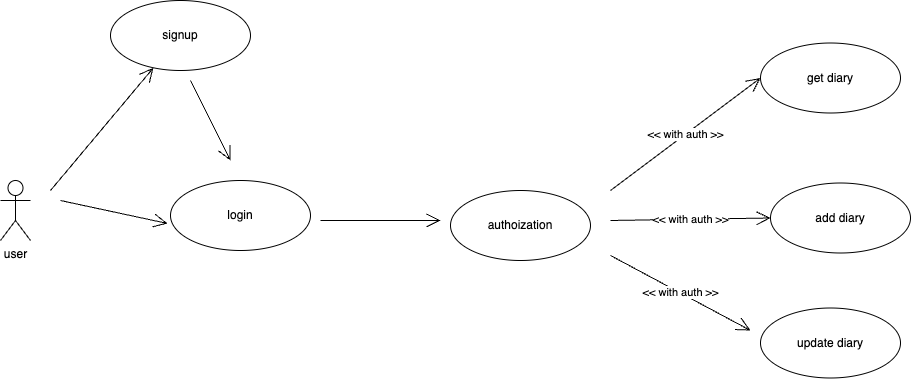 signup
get diary
<< with auth >>
login
add diary
<< with auth >>
authoization
user
<< with auth >>
update diary